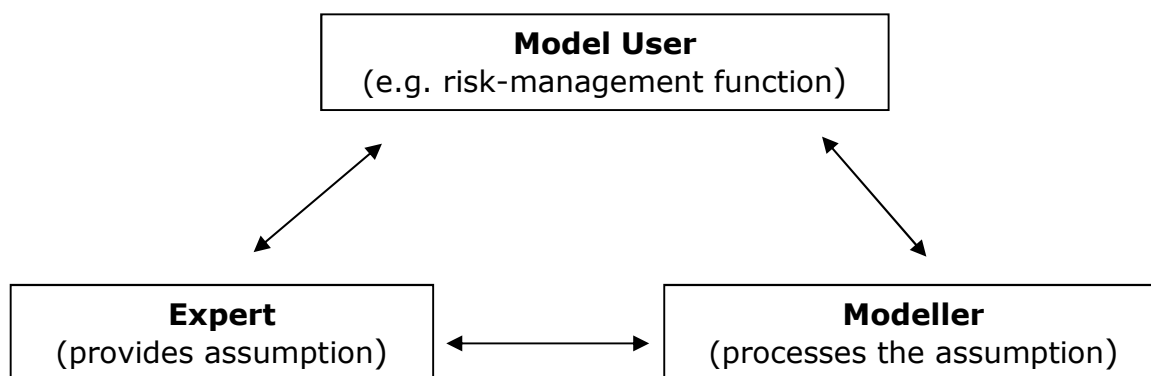 Model User
(e.g. risk-management function)
Expert
(provides assumption)
Modeller
(processes the assumption)